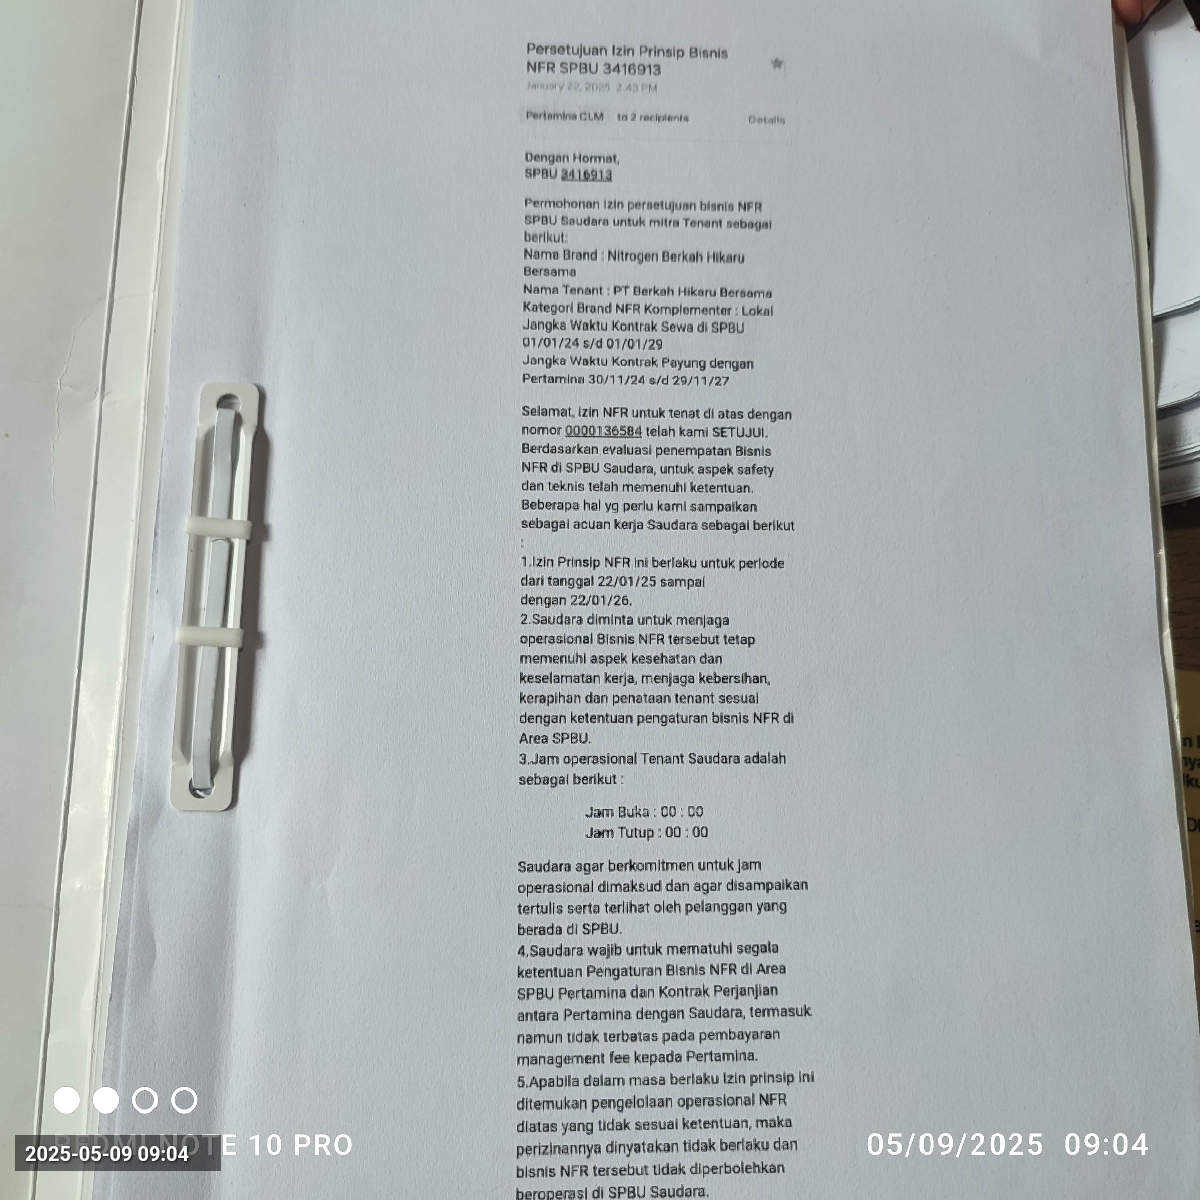 Persetujuan Izin Prinsip Bisnis
NFR SPBU 3416913
January 22, 2025 2:43 PM
Pertamina CLM to 2 recipients Details
Dengan Hormat,
SPBU 3416913
Permohonan Izin persetujuan bisnis NFR
SPBU Saudara untuk mitra Tenant sebagai
berikut:
Nama Brand : Nitrogen Berkah Hikaru
Bersama
Nama Tenant : PT Berkah Hikaru Bersama
Kategori Brand NFR Komplementer : Lokal
Jangka Waktu Kontrak Sewa di SPBU
01/01/24 s/d 01/01/29
Jangka Waktu Kontrak Payung dengan
Pertamina 30/11/24 s/d 29/11/27
Selamat, izin NFR untuk tenat di atas dengan
nomor 0000136584 telah kami SETUJUI.
Berdasarkan evaluasi penempatan Bisnis
NFR di SPBU Saudara, untuk aspek safety
dan teknis telah memenuhi ketentuan.
Beberapa hal yg perlu kami sampaikan
sebagai acuan kerja Saudara sebagai berikut
:
1.Izin Prinsip NFR ini berlaku untuk periode
dari tanggal 22/01/25 sampai
dengan 22/01/26.
2.Saudara diminta untuk menjaga
operasional Bisnis NFR tersebut tetap
memenuhi aspek kesehatan dan
keselamatan kerja, menjaga kebersihan,
kerapihan dan penataan tenant sesuai
dengan ketentuan pengaturan bisnis NFR di
Area SPBU.
3.Jam operasional Tenant Saudara adalah
sebagai berikut :
Jam Buka : 00 : 00
Jam Tutup : 00 : 00
Saudara agar berkomitmen untuk jam
operasional dimaksud dan agar disampaikan
tertulis serta terlihat oleh pelanggan yang
berada di SPBU.
4.Saudara wajib untuk mematuhi segala
ketentuan Pengaturan Bisnis NFR di Area
SPBU Pertamina dan Kontrak Perjanjian
antara Pertamina dengan Saudara, termasuk
namun tidak terbatas pada pembayaran
management fee kepada Pertamina.
5.Apabila dalam masa berlaku Izin prinsip ini
ditemukan pengelolaan operasional NFR
diatas yang tidak sesuai ketentuan, maka
perizinannya dinyatakan tidak berlaku dan
bisnis NFR tersebut tidak diperbolehkan
beroperasi di SPBU Saudara.
REDMI NOTE 10 PRO
2025-05-09 09:04
05/09/2025 09:04